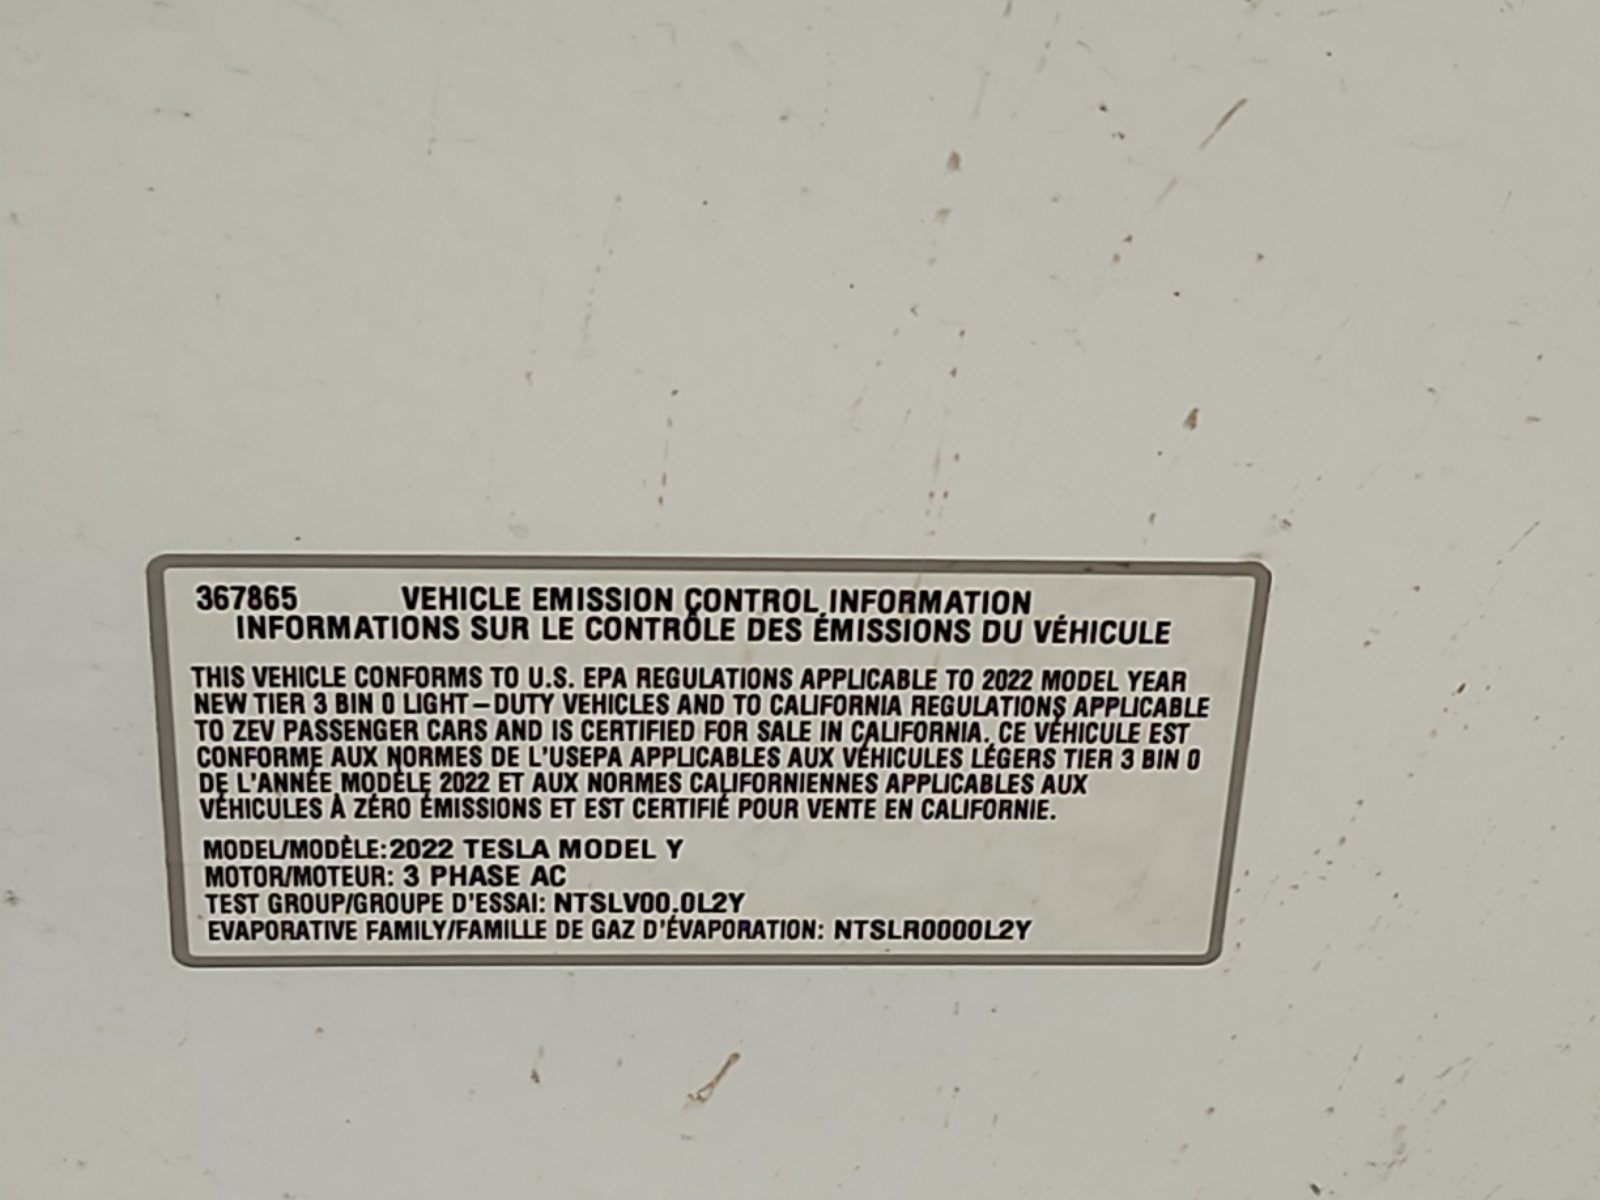 367865 VEHICLE EMISSION CONTROL INFORMATION
INFORMATIONS SUR LE CONTRÔLE DES ÉMISSIONS DU VÉHICULE
THIS VEHICLE CONFORMS TO U.S. EPA REGULATIONS APPLICABLE TO 2022 MODEL YEAR
NEW TIER 3 BIN 0 LIGHT-DUTY VEHICLES AND TO CALIFORNIA REGULATIONS APPLICABLE
TO ZEV PASSENGER CARS AND IS CERTIFIED FOR SALE IN CALIFORNIA. CE VÉHICULE EST
CONFORME AUX NORMES DE L'USEPA APPLICABLES AUX VÉHICULES LÉGERS TIER 3 BIN 0
DE L'ANNÉE MODÈLE 2022 ET AUX NORMES CALIFORNIENNES APPLICABLES AUX
VÉHICULES À ZÉRO ÉMISSIONS ET EST CERTIFIÉ POUR VENTE EN CALIFORNIE.
MODEL/MODÈLE:2022 TESLA MODEL Y
MOTOR/MOTEUR: 3 PHASE AC
TEST GROUP/GROUPE D'ESSAI: NTSLV00.0L2Y
EVAPORATIVE FAMILY/FAMILLE DE GAZ D'ÉVAPORATION: NTSLR0000L2Y